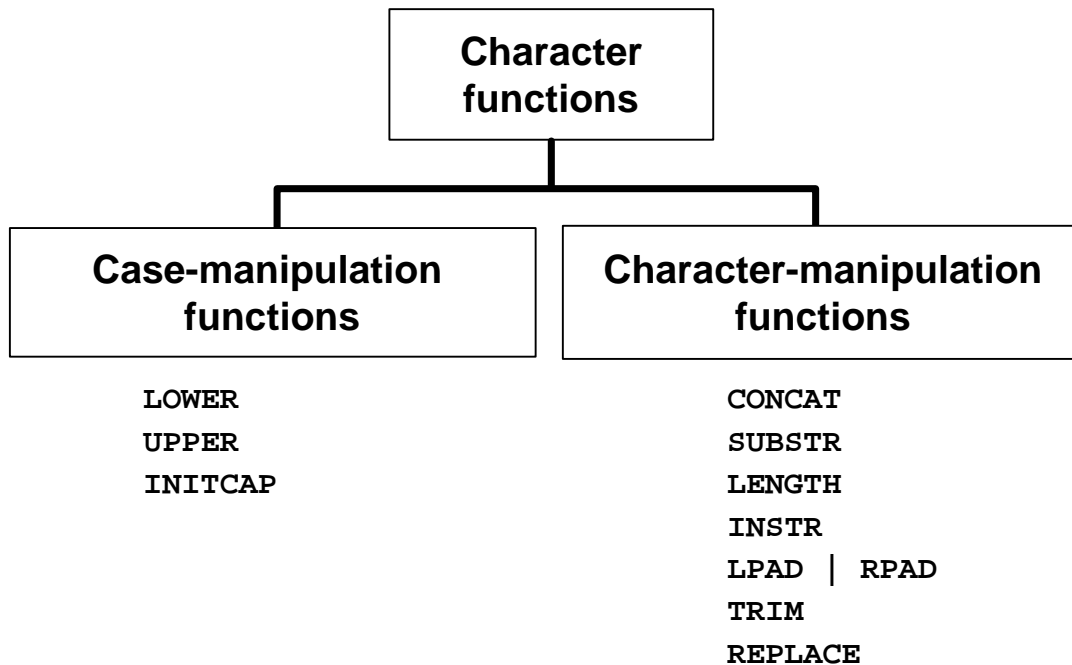 Character
functions
Case-manipulation
functions
Character-manipulation
functions
LOWER
UPPER
INITCAP
CONCAT
SUBSTR
LENGTH
INSTR
LPAD | RPAD
TRIM
REPLACE